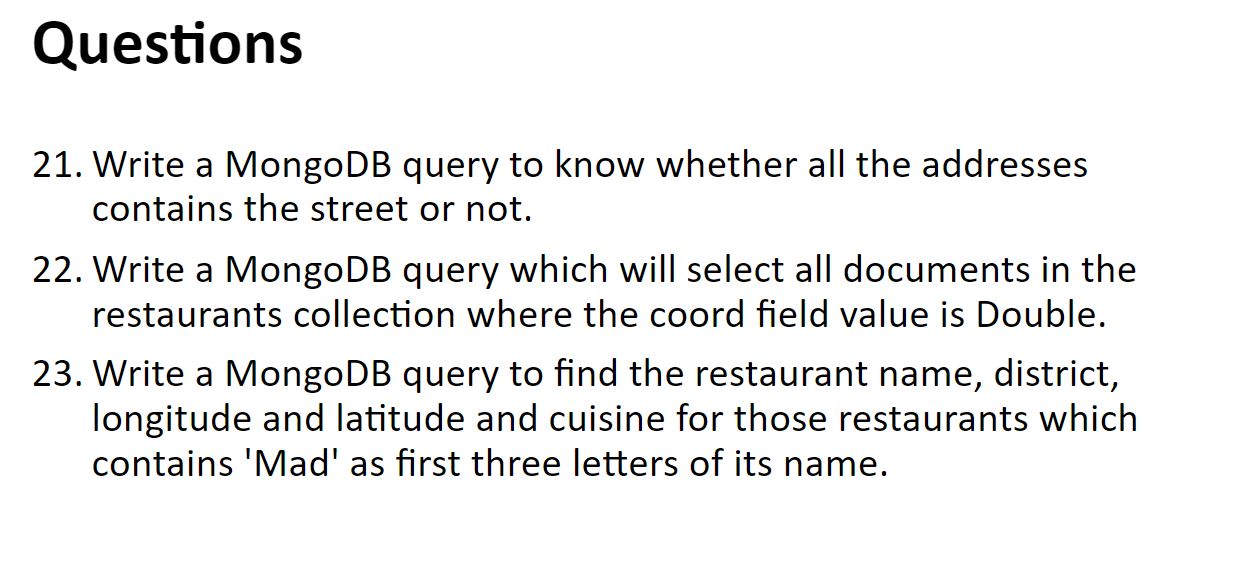 Questions
21. Write a MongoDB query to know whether all the addresses
contains the street or not.
22. Write a MongoDB query which will select all documents in the
restaurants collection where the coord field value is Double.
23. Write a MongoDB query to find the restaurant name, district,
longitude and latitude and cuisine for those restaurants which
contains 'Mad' as first three letters of its name.